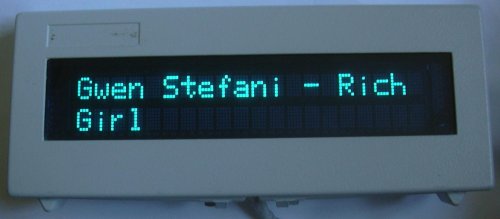 Gwen Stefani - Rich
Girl